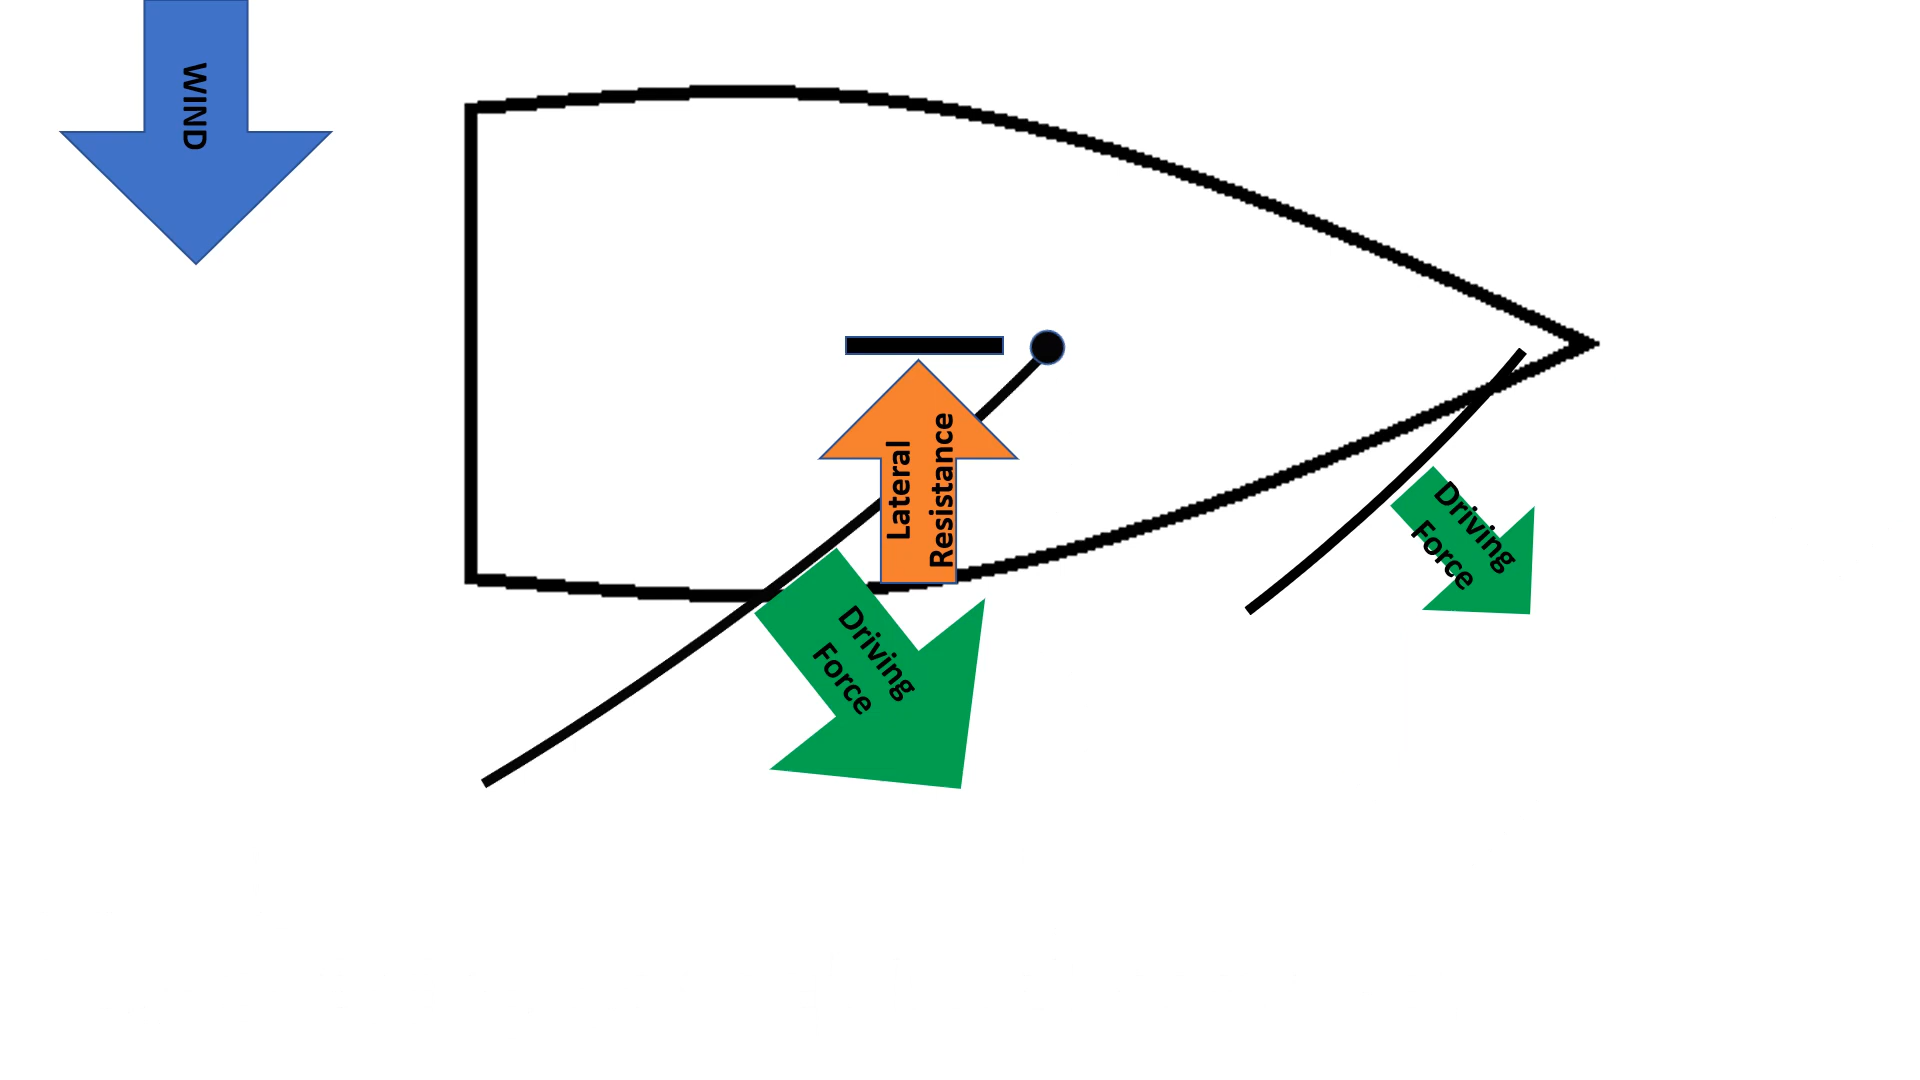 WIND
Lateral
Resistance
Driving
Force
Driving
Force